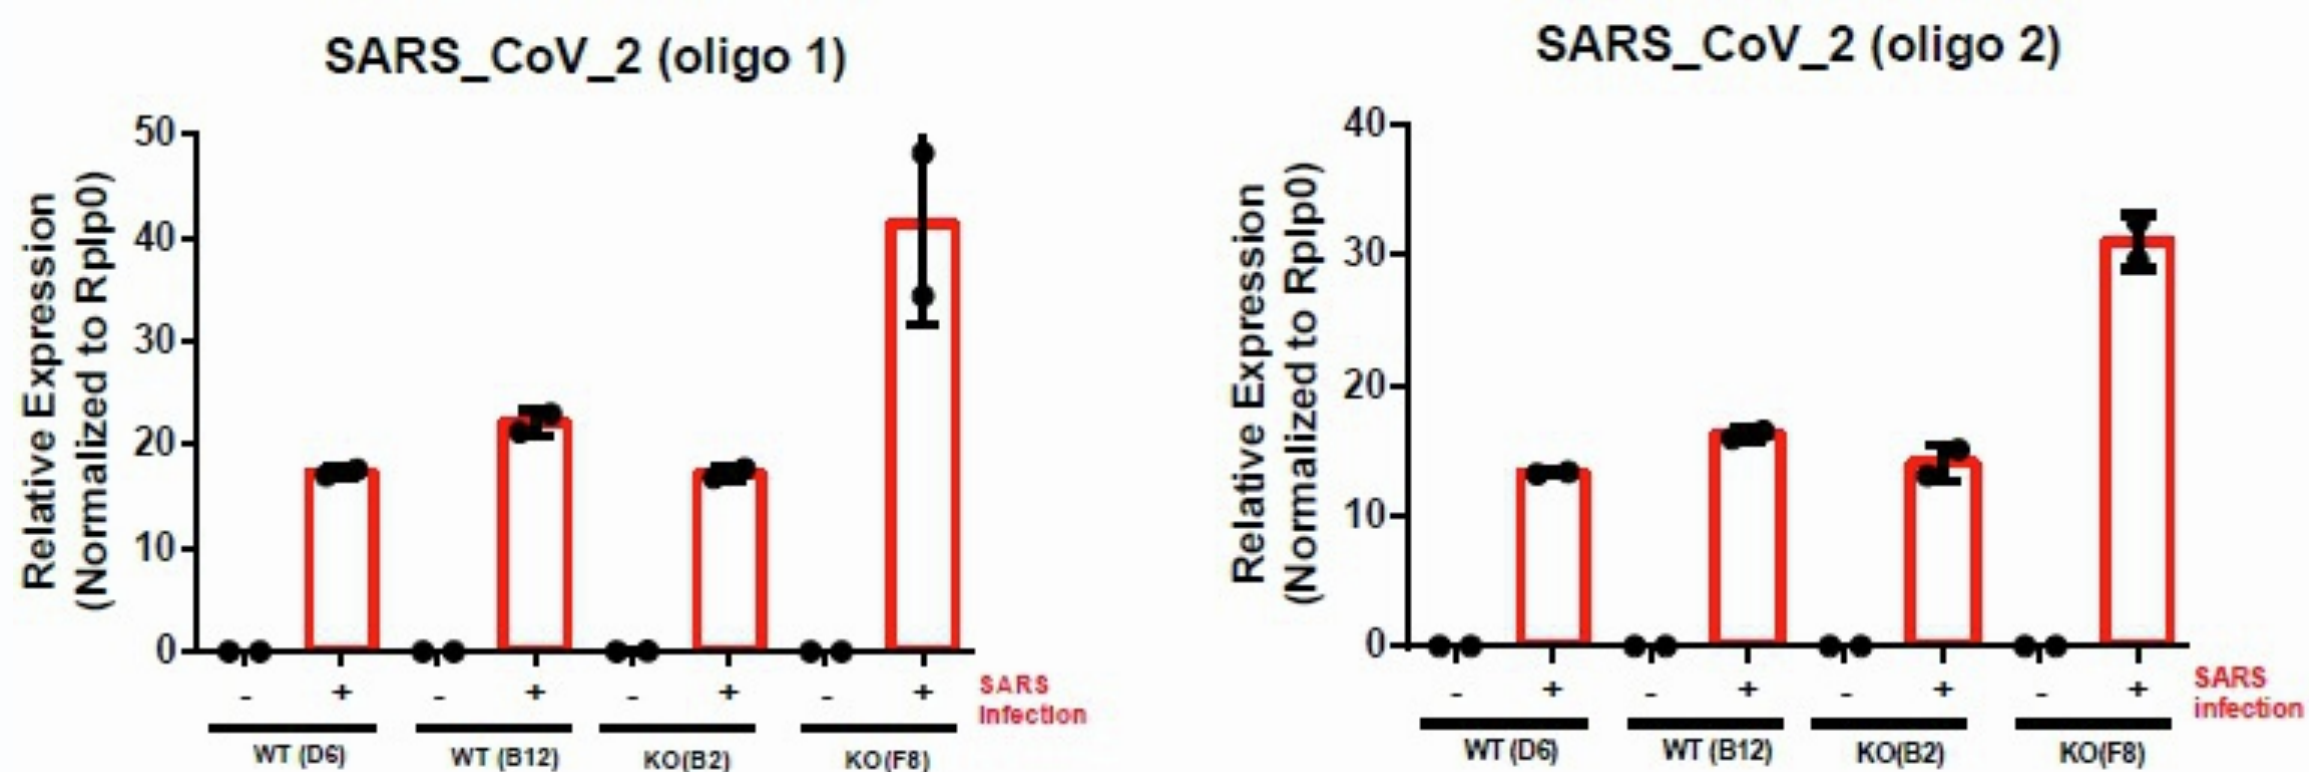 SARS_CoV_2 (oligo 1)
Relative Expression
(Normalized to Rplp0)
50
40
30
20
10
0
- + - + - + - +
SARS
Infection
WT (D6) WT (B12) KO(B2) KO(F8)
SARS_CoV_2 (oligo 2)
Relative Expression
(Normalized to Rplp0)
40
30
20
10
0
- + - + - + - +
SARS
infection
WT (D6) WT (B12) KO(B2) KO(F8)